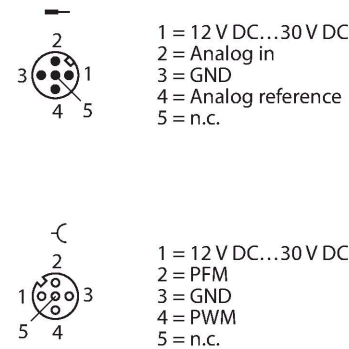 2
3 1
4 5
1 = 12 V DC…30 V DC
2 = Analog in
3 = GND
4 = Analog reference
5 = n.c.
2
1 3
5 4
1 = 12 V DC…30 V DC
2 = PFM
3 = GND
4 = PWM
5 = n.c.